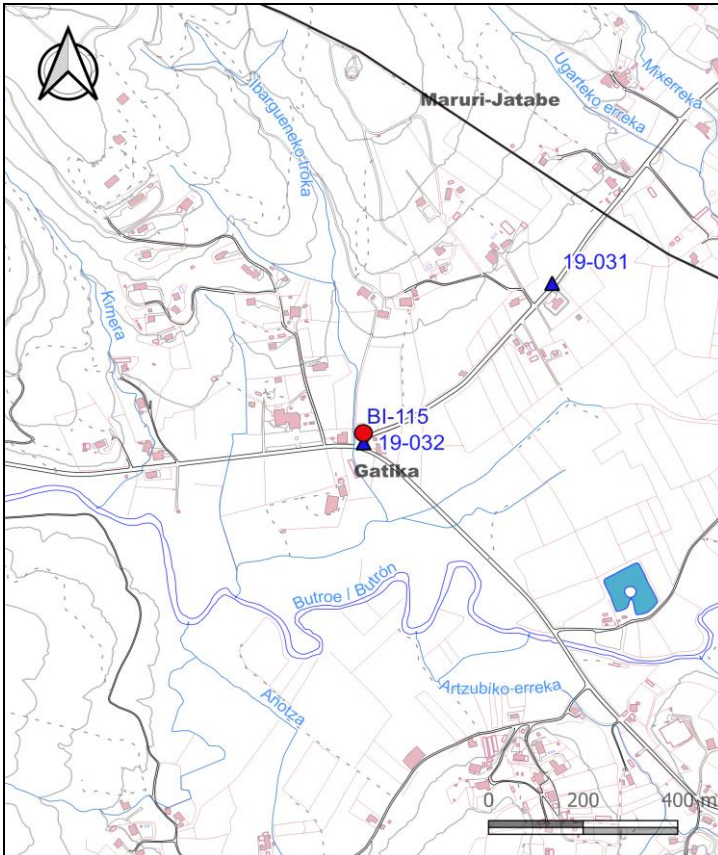 Maruri-Jatabe
Ugarteko erreka
Mixerreka
Ibargueneko-troka
Kimera
19-031
BI-115
19-032
Gatika
Butroe / Butrón
Artzubiko-erreka
Añotza
0 200 400 m